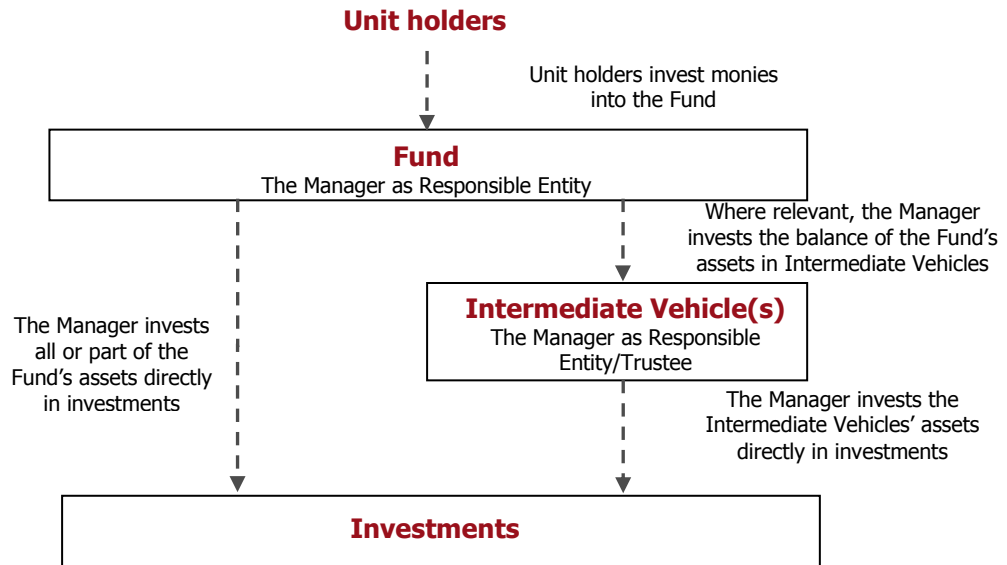 Unit holders
Unit holders invest monies
into the Fund
Fund
The Manager as Responsible Entity
Where relevant, the Manager
invests the balance of the Fund’s
assets in Intermediate Vehicles
Intermediate Vehicle(s)
The Manager as Responsible
Entity/Trustee
The Manager invests
all or part of the
Fund’s assets directly
in investments
The Manager invests the
Intermediate Vehicles’ assets
directly in investments
Investments